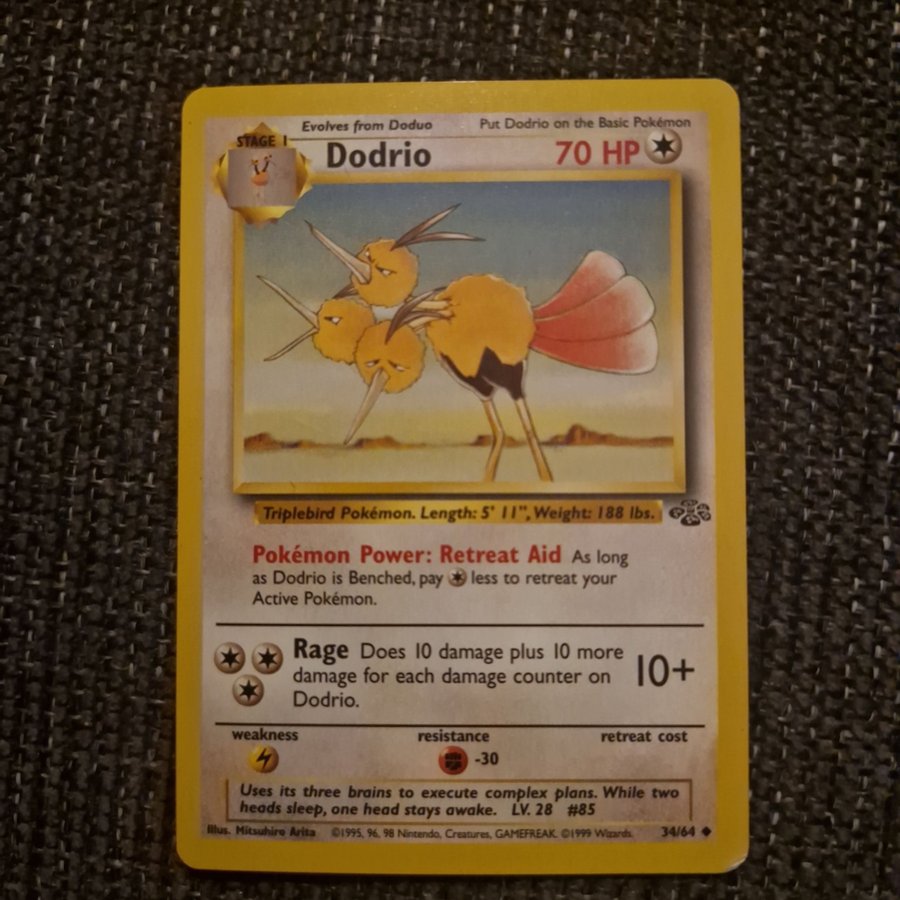 Evolves from Doduo Put Dodrio on the Basic Pokémon
STAGE 1
Dodrio 70 HP
Triplebird Pokémon. Length: 5' 11", Weight: 188 lbs.
Pokémon Power: Retreat Aid As long
as Dodrio is Benched, pay less to retreat your
Active Pokémon.
Rage Does 10 damage plus 10 more
damage for each damage counter on
Dodrio.
10+
weakness resistance retreat cost
-30
Uses its three brains to execute complex plans. While two
heads sleep, one head stays awake. LV. 28 #85
Illus. Mitsuhiro Arita ©1995, 96, 98 Nintendo, Creatures, GAMEFREAK. ©1999 Wizards. 34/64